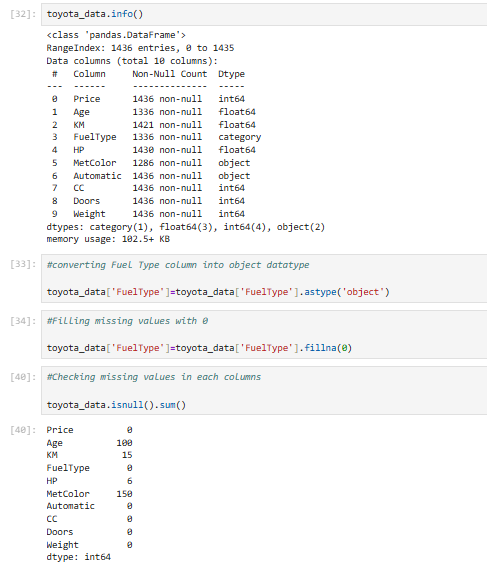 [32]: toyota_data.info()
<class 'pandas.DataFrame'>
RangeIndex: 1436 entries, 0 to 1435
Data columns (total 10 columns):
#   Column     Non-Null Count  Dtype
---  ------     --------------  -----
0   Price      1436 non-null   int64
1   Age        1336 non-null   float64
2   KM         1421 non-null   float64
3   FuelType   1336 non-null   category
4   HP         1430 non-null   float64
5   MetColor   1286 non-null   object
6   Automatic  1436 non-null   object
7   CC         1436 non-null   int64
8   Doors      1436 non-null   int64
9   Weight     1436 non-null   int64
dtypes: category(1), float64(3), int64(4), object(2)
memory usage: 102.5+ KB
[33]: #converting Fuel Type column into object datatype
toyota_data['FuelType']=toyota_data['FuelType'].astype('object')
[34]: #Filling missing values with 0
toyota_data['FuelType']=toyota_data['FuelType'].fillna(0)
[40]: #Checking missing values in each columns
toyota_data.isnull().sum()
[40]: Price          0
Age          100
KM            15
FuelType       0
HP             6
MetColor     150
Automatic      0
CC             0
Doors          0
Weight         0
dtype: int64